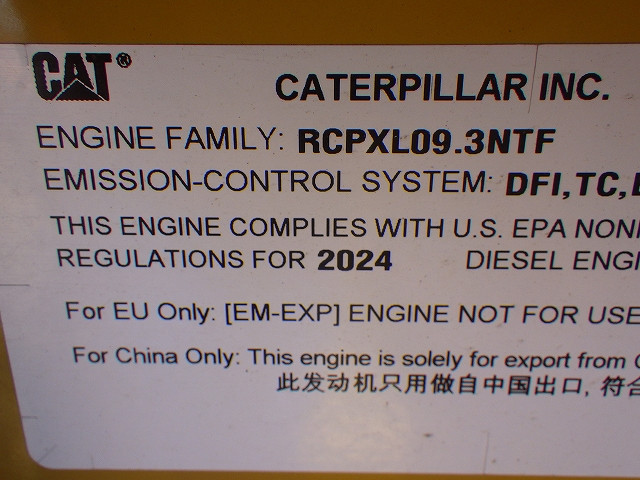 CAT®
CATERPILLAR INC.
ENGINE FAMILY: RCPXL09.3NTF
EMISSION-CONTROL SYSTEM: DFI,TC,
THIS ENGINE COMPLIES WITH U.S. EPA
REGULATIONS FOR 2024 DIESEL
For EU Only: [EM-EXP] ENGINE NOT FOR USE
For China Only: This engine is solely for export from
此发动机只用做自中国出口, 符合